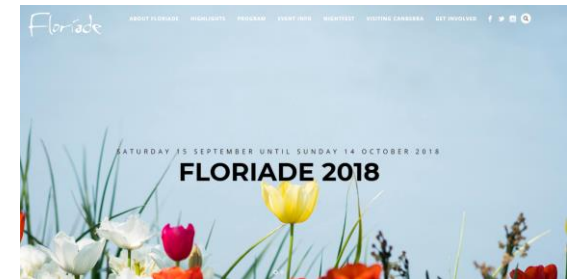 Floriade
ABOUT FLORIADE HIGHLIGHTS PROGRAM EVENT INFO NIGHTFEST VISITING CANBERRA GET INVOLVED
SATURDAY 15 SEPTEMBER UNTIL SUNDAY 14 OCTOBER 2018
FLORIADE 2018